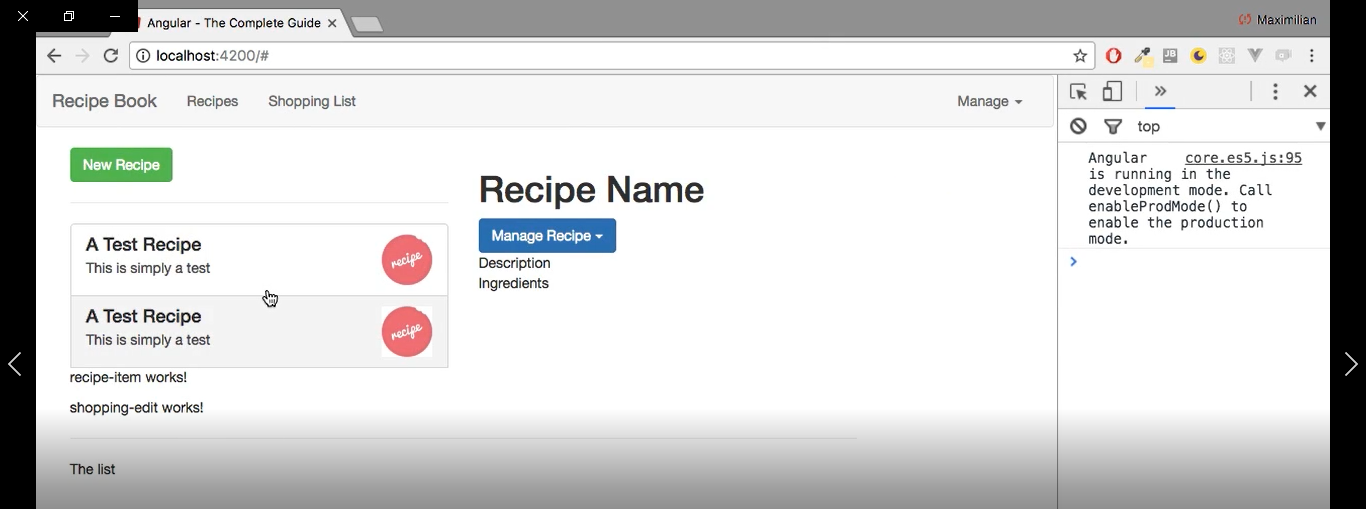 Angular - The Complete Guide
Maximilian
localhost:4200/#
Recipe Book Recipes Shopping List Manage
New Recipe
A Test Recipe
This is simply a test
recipe
A Test Recipe
This is simply a test
recipe
recipe-item works!
shopping-edit works!
The list
Recipe Name
Manage Recipe
Description
Ingredients
top
Angular core.es5.js:95
is running in the
development mode. Call
enableProdMode() to
enable the production
mode.